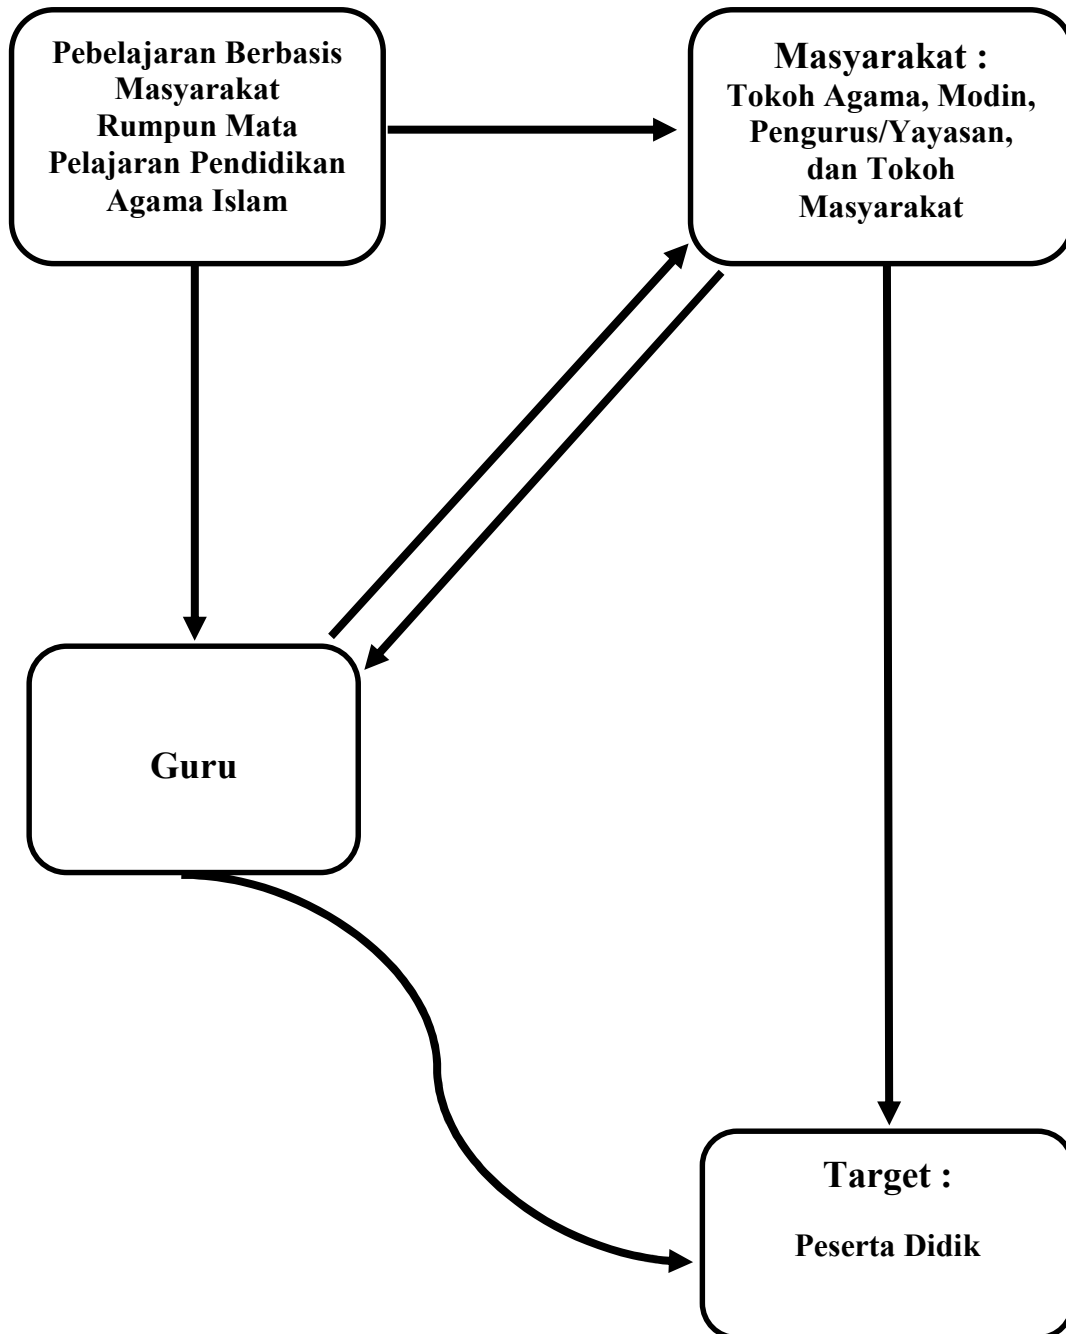 Pebelajaran Berbasis
Masyarakat
Rumpun Mata
Pelajaran Pendidikan
Agama Islam
Masyarakat :
Tokoh Agama, Modin,
Pengurus/Yayasan,
dan Tokoh
Masyarakat
Guru
Target :
Peserta Didik